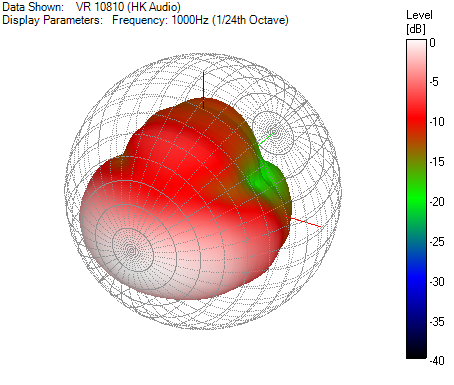 Data Shown: VR 10810 (HK Audio)
Display Parameters: Frequency: 1000Hz (1/24th Octave)
Level
[dB]
0
-5
-10
-15
-20
-25
-30
-35
-40